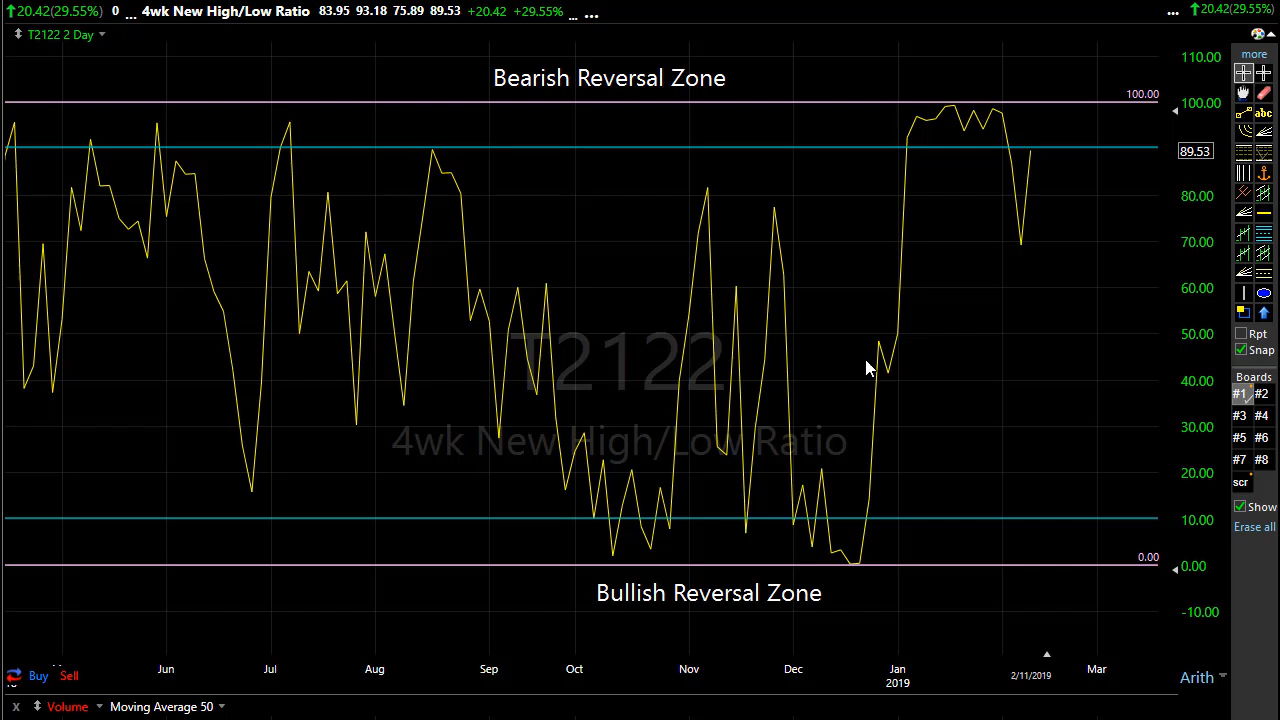 20.42(29.55%) 0 ... 4wk New High/Low Ratio 83.95 93.18 75.89 89.53 +20.42 +29.55% ... ... ... 20.42(29.55%)
T2122 2 Day
more
110.00
Bearish Reversal Zone
100.00
100.00
abc
89.53
80.00
70.00
60.00
50.00
Rpt
Snap
T2122
Boards
40.00
#1 #2
#3 #4
30.00
4wk New High/Low Ratio
#5 #6
#7 #8
20.00
scr
Show
10.00
Erase all
0.00
0.00
Bullish Reversal Zone
-10.00
Jun Jul Aug Sep Oct Nov Dec Jan Mar
Buy Sell
2019 2/11/2019
Arith
X Volume Moving Average 50